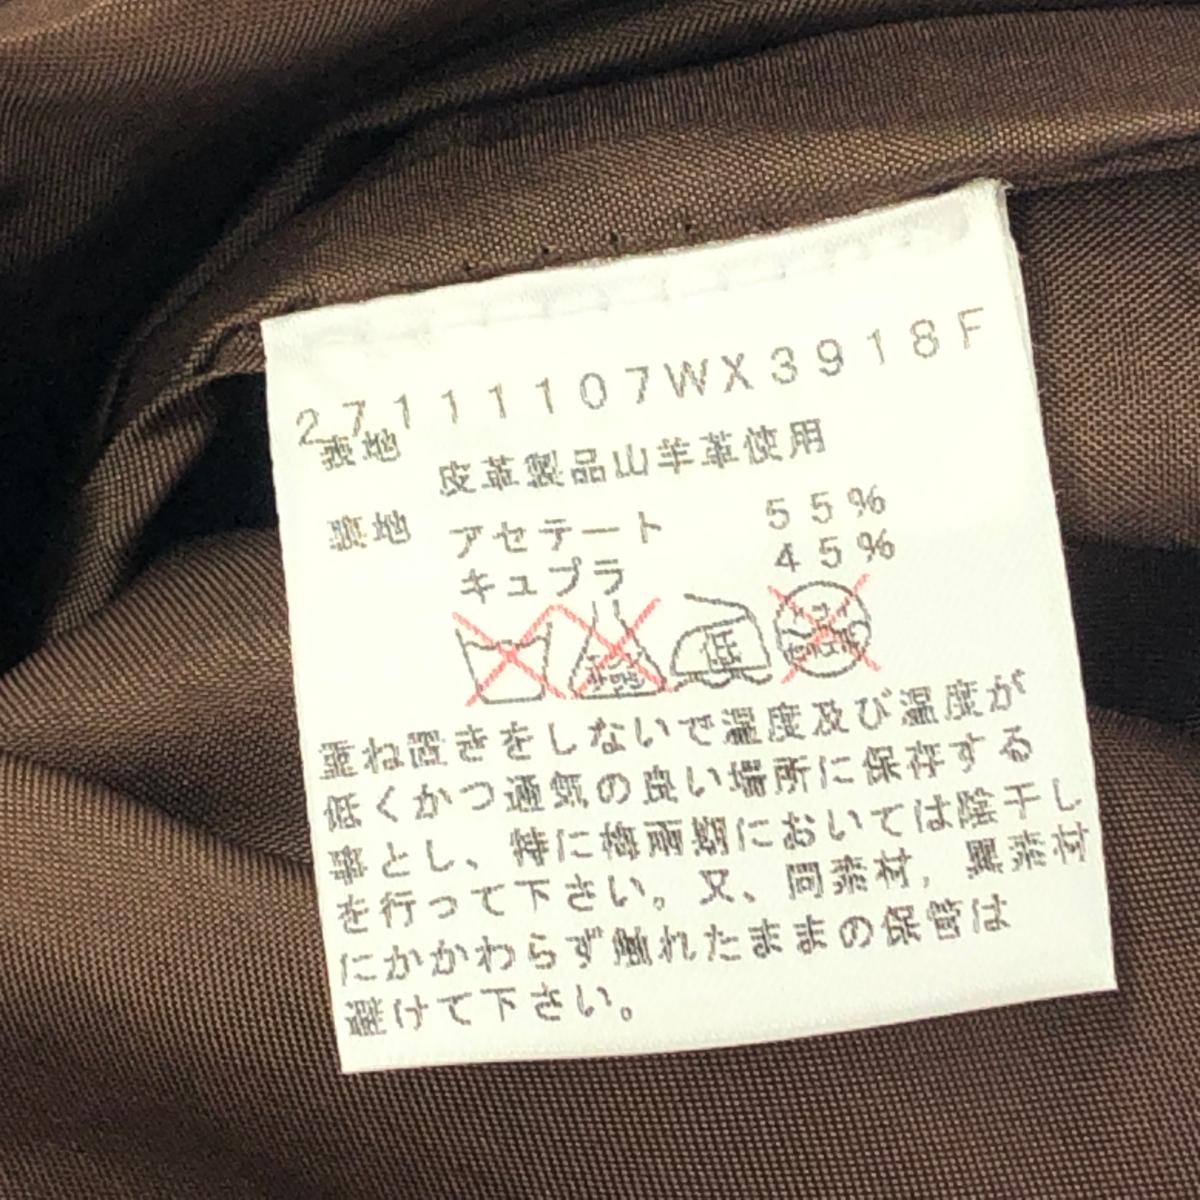 27111107WX3918F
表地 皮革製品山羊革使用
裏地 アセテート 55%
キュプラ 45%
低
重ね置きをしないで温度及び湿度が
低くかつ通気の良い場所に保存する
事とし、特に梅雨期においては陰干し
を行って下さい。又、同素材,異素材
にかかわらず触れたままの保管は
避けて下さい。